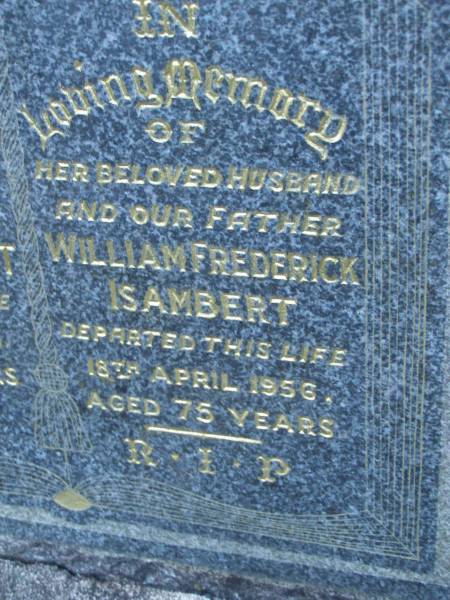 IN
Loving Memory
OF
HER BELOVED HUSBAND
AND OUR FATHER
WILLIAM FREDERICK
ISAMBERT
DEPARTED THIS LIFE
18TH APRIL 1956,
AGED 75 YEARS
R·I·P